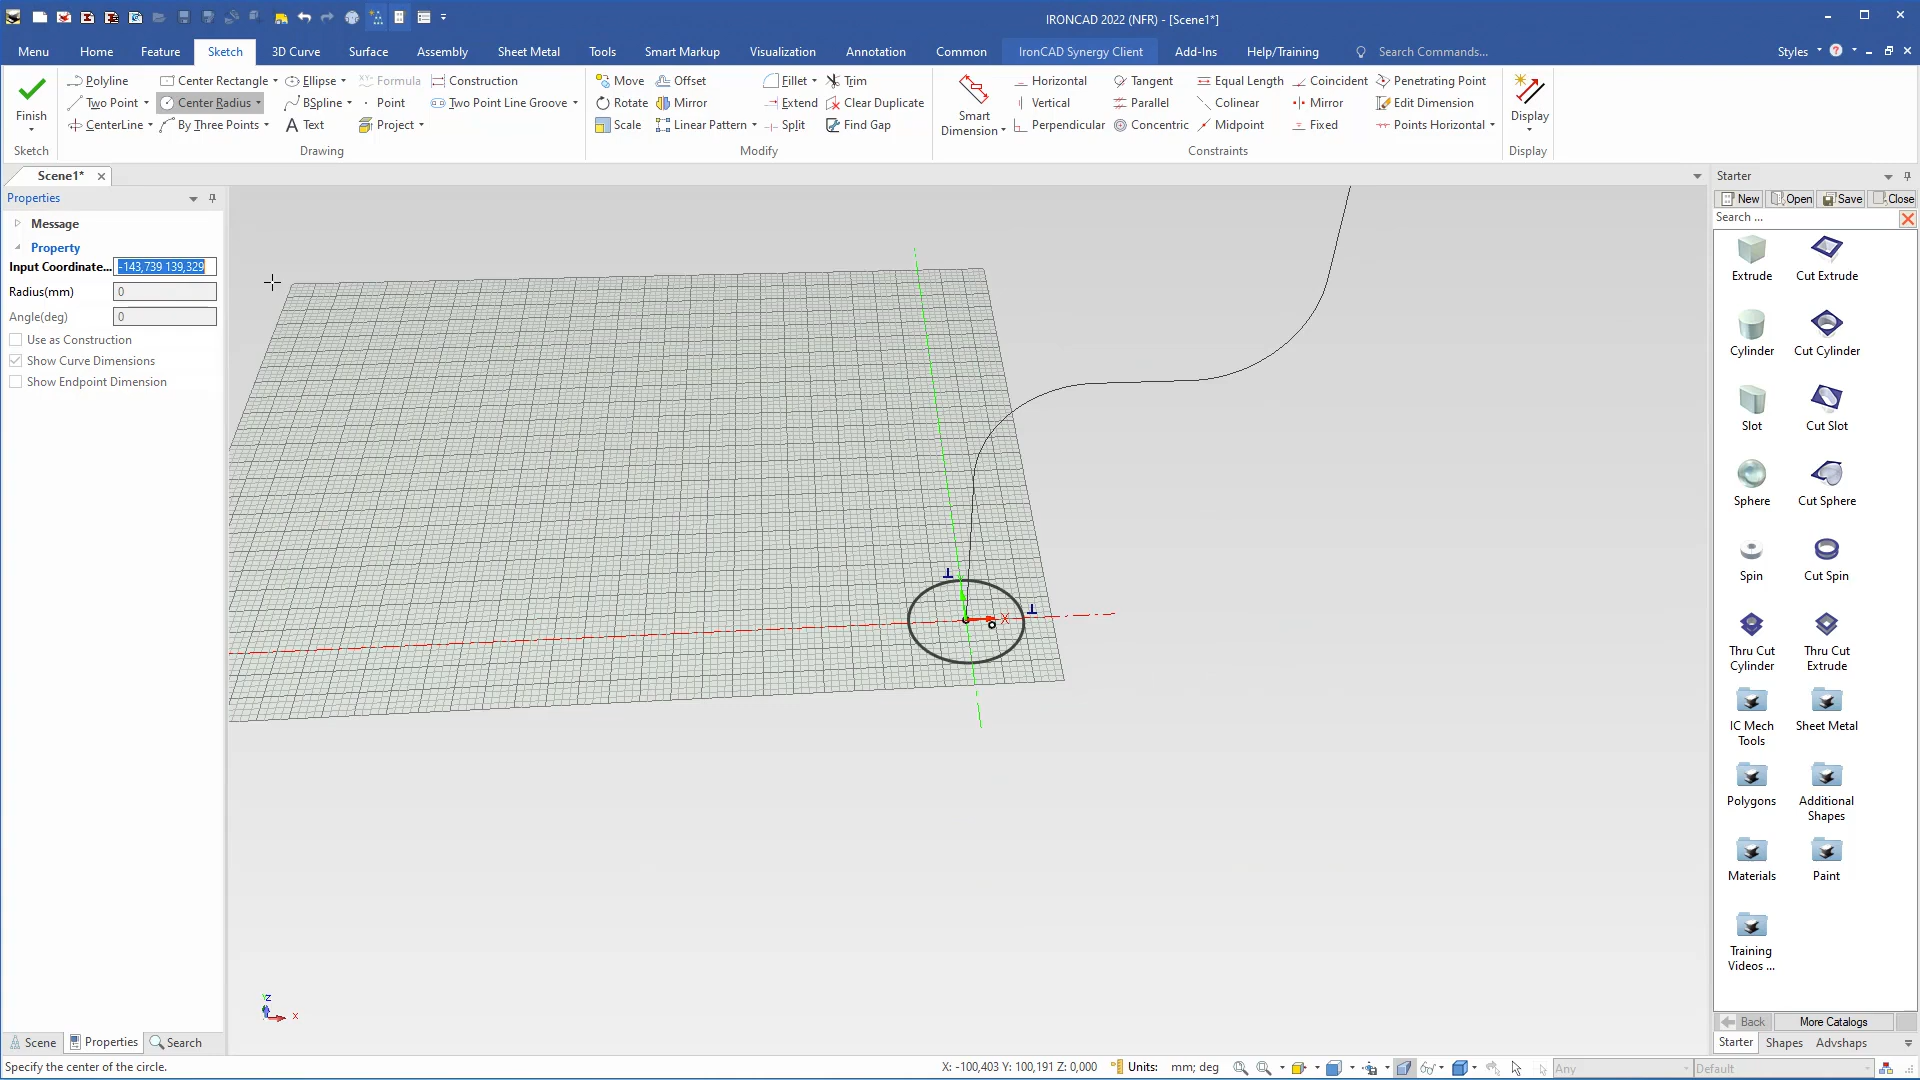 IRONCAD 2022 (NFR) - [Scene1*]
Menu Home Feature Sketch 3D Curve Surface Assembly Sheet Metal Tools Smart Markup Visualization Annotation Common IronCAD Synergy Client Add-Ins Help/Training Search Commands... Styles
Finish
Sketch
Polyline Center Rectangle Ellipse Formula Construction
Two Point Center Radius BSpline Point Two Point Line Groove
CenterLine By Three Points Text Project
Drawing
Move Offset Fillet Trim
Rotate Mirror Extend Clear Duplicate
Scale Linear Pattern Split Find Gap
Modify
Smart Dimension
Horizontal Tangent Equal Length Coincident Penetrating Point
Vertical Parallel Colinear Mirror Edit Dimension
Perpendicular Concentric Midpoint Fixed Points Horizontal
Constraints
Display
Display
Scene1*
Properties
Message
Property
Input Coordinate... -143,739 139,329
Radius(mm) 0
Angle(deg) 0
Use as Construction
Show Curve Dimensions
Show Endpoint Dimension
X
Z
X
Starter
New Open Save Close
Search ...
Extrude Cut Extrude
Cylinder Cut Cylinder
Slot Cut Slot
Sphere Cut Sphere
Spin Cut Spin
Thru Cut Cylinder Thru Cut Extrude
IC Mech Tools Sheet Metal
Polygons Additional Shapes
Materials Paint
Training Videos ...
Back More Catalogs
Starter Shapes Advshaps
Scene Properties Search
Specify the center of the circle.
X: -100,403 Y: 100,191 Z: 0,000 Units: mm; deg Any Default